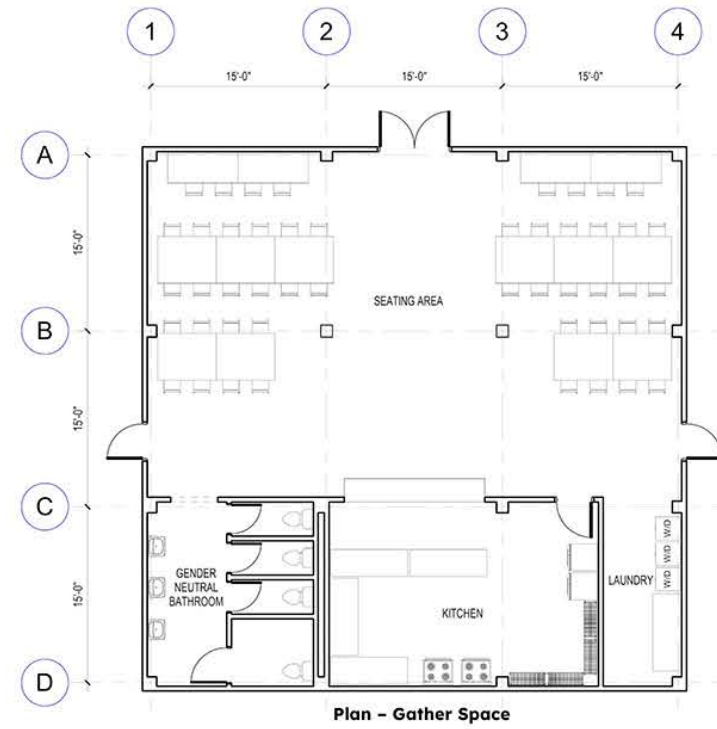 1 2 3 4
15'-0" 15'-0" 15'-0"
A
15'-0"
SEATING AREA
B
15'-0"
C
GENDER
NEUTRAL
BATHROOM
15'-0"
KITCHEN
LAUNDRY
W/D
W/D
W/D
D
Plan – Gather Space